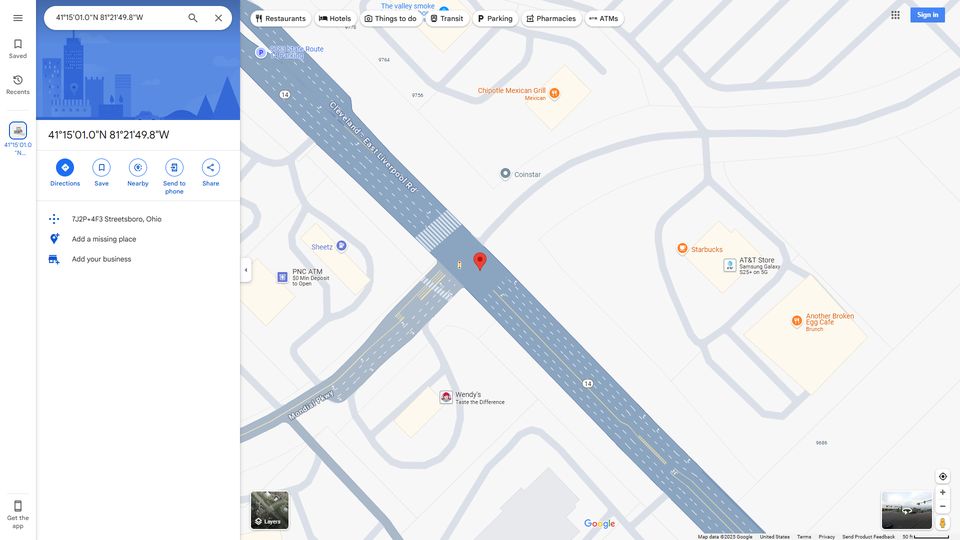 41°15'01.0"N 81°21'49.8"W
Restaurants
Hotels
Things to do
Transit
Parking
Pharmacies
ATMs
Sign in
Saved
Recents
41°15'01.0
"N...
Get the
app
41°15'01.0"N 81°21'49.8"W
Directions
Save
Nearby
Send to
phone
Share
7J2P+4F3 Streetsboro, Ohio
Add a missing place
Add your business
The valley smoke
9776
State Route
14 Parking
9764
9756
14
Cleveland - East Liverpool Rd
Chipotle Mexican Grill
Mexican
Coinstar
Sheetz
PNC ATM
$0 Min Deposit
to Open
Starbucks
AT&T Store
Samsung Galaxy
S25+ on 5G
Another Broken
Egg Cafe
Brunch
14
Wendy's
Taste the Difference
Mondial Pkwy
9686
Layers
Google
Map data ©2025 Google
United States
Terms
Privacy
Send Product Feedback
50 ft